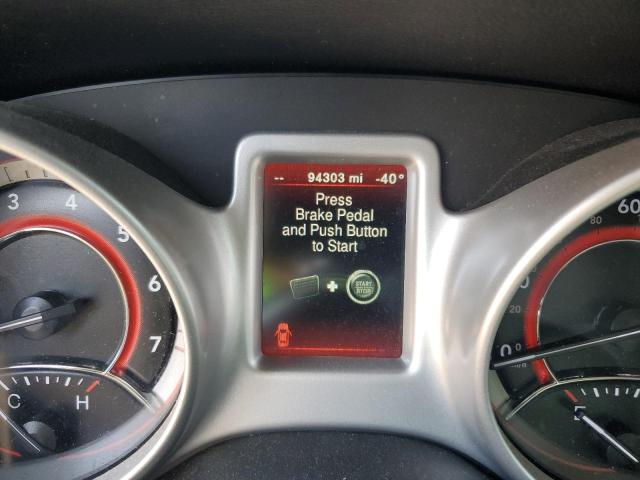 -- 94303 mi -40°
Press
Brake Pedal
and Push Button
to Start
+ START
STOP
3 4 5 6 7
C H
60
80
20
0
E